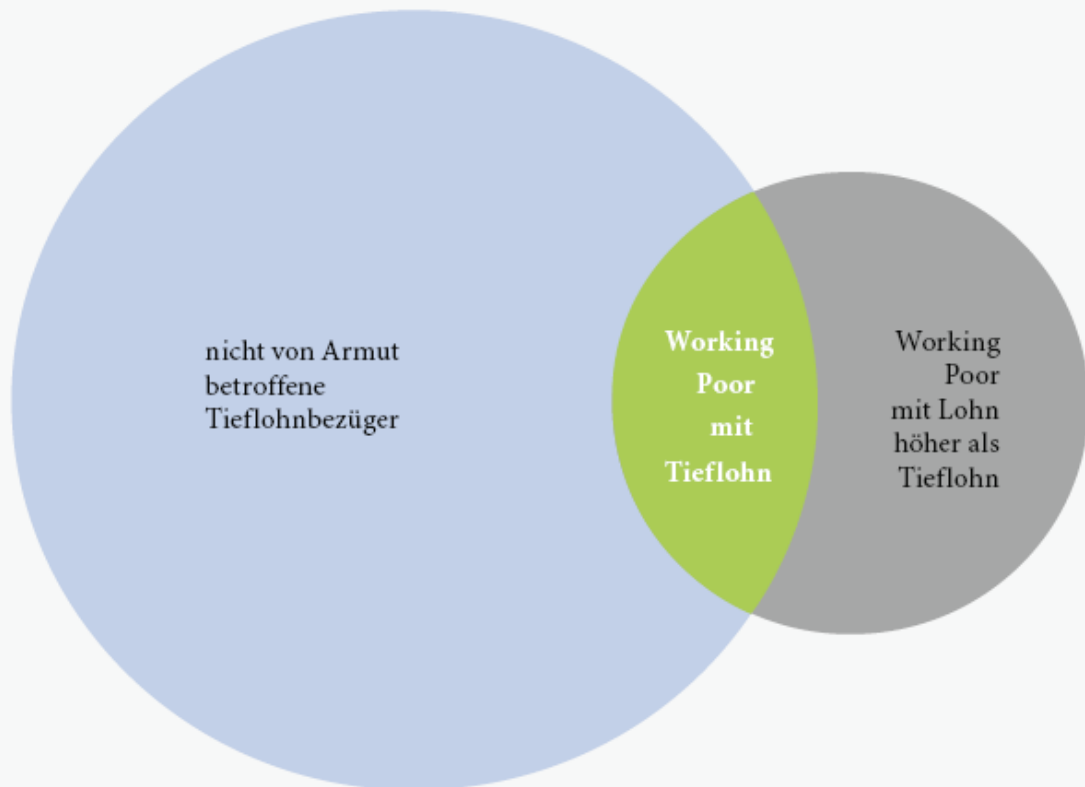 nicht von Armut
betroffene
Tieflohnbezüger
Working
Poor
mit
Tieflohn
Working
Poor
mit Lohn
höher als
Tieflohn